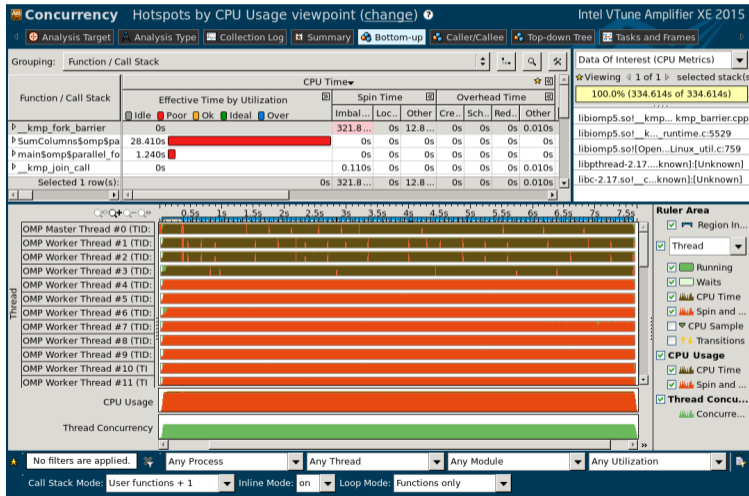 Concurrency Hotspots by CPU Usage viewpoint (change) ? Intel VTune Amplifier XE 2015
Analysis Target Analysis Type Collection Log Summary Bottom-up Caller/Callee Top-down Tree Tasks and Frames
Grouping: Function / Call Stack
Data Of Interest (CPU Metrics)
Viewing 1 of 1 selected stack(s
100.0% (334.614s of 334.614s)
libiomp5.so!__kmp... kmp_barrier.cpp
libiomp5.so!__k..._runtime.c:5529
libiomp5.so![Open...Linux_util.c:759
libpthread-2.17....known]:[Unknown]
libc-2.17.so!__c...known]:[Unknown]
Function / Call Stack
CPU Time
Effective Time by Utilization
Idle Poor Ok Ideal Over
Spin Time Overhead Time
Imbal... Loc... Other Cre... Sch... Red... Other
__kmp_fork_barrier 0s 321.8... 0s 12.8... 0s 0s 0s 0.010s
SumColumns$omp$pa 28.410s 0s 0s 0s 0s 0s 0s 0s
main$omp$parallel_fo 1.240s 0s 0s 0s 0s 0s 0s 0s
__kmp_join_call 0s 0.110s 0s 0s 0s 0s 0s 0.010s
Selected 1 row(s): 0s 321.8... 0s 12.8... 0s 0s 0s 0.010s
0.5s 1s 1.5s 2s 2.5s 3s 3.5s 4s 4.5s 5s 5.5s 6s 6.5s 7s 7.5s
Thread
OMP Master Thread #0 (TID:
OMP Worker Thread #1 (TID:
OMP Worker Thread #2 (TID:
OMP Worker Thread #3 (TID:
OMP Worker Thread #4 (TID:
OMP Worker Thread #5 (TID:
OMP Worker Thread #6 (TID:
OMP Worker Thread #7 (TID:
OMP Worker Thread #8 (TID:
OMP Worker Thread #9 (TID:
OMP Worker Thread #10 (TI
OMP Worker Thread #11 (TI
CPU Usage
Thread Concurrency
Ruler Area
Region In...
Thread
Running
Waits
CPU Time
Spin and ...
CPU Sample
Transitions
CPU Usage
CPU Time
Spin and ...
Thread Concu...
Concurre...
No filters are applied. Any Process Any Thread Any Module Any Utilization
Call Stack Mode: User functions + 1 Inline Mode: on Loop Mode: Functions only